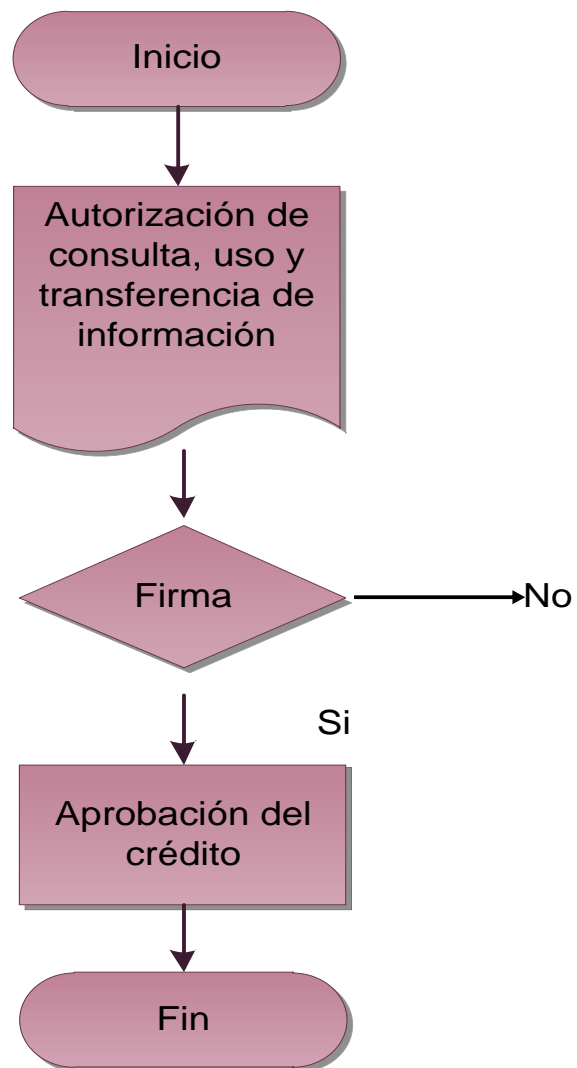 Inicio
Autorización de
consulta, uso y
transferencia de
información
Firma
No
Si
Aprobación del
crédito
Fin